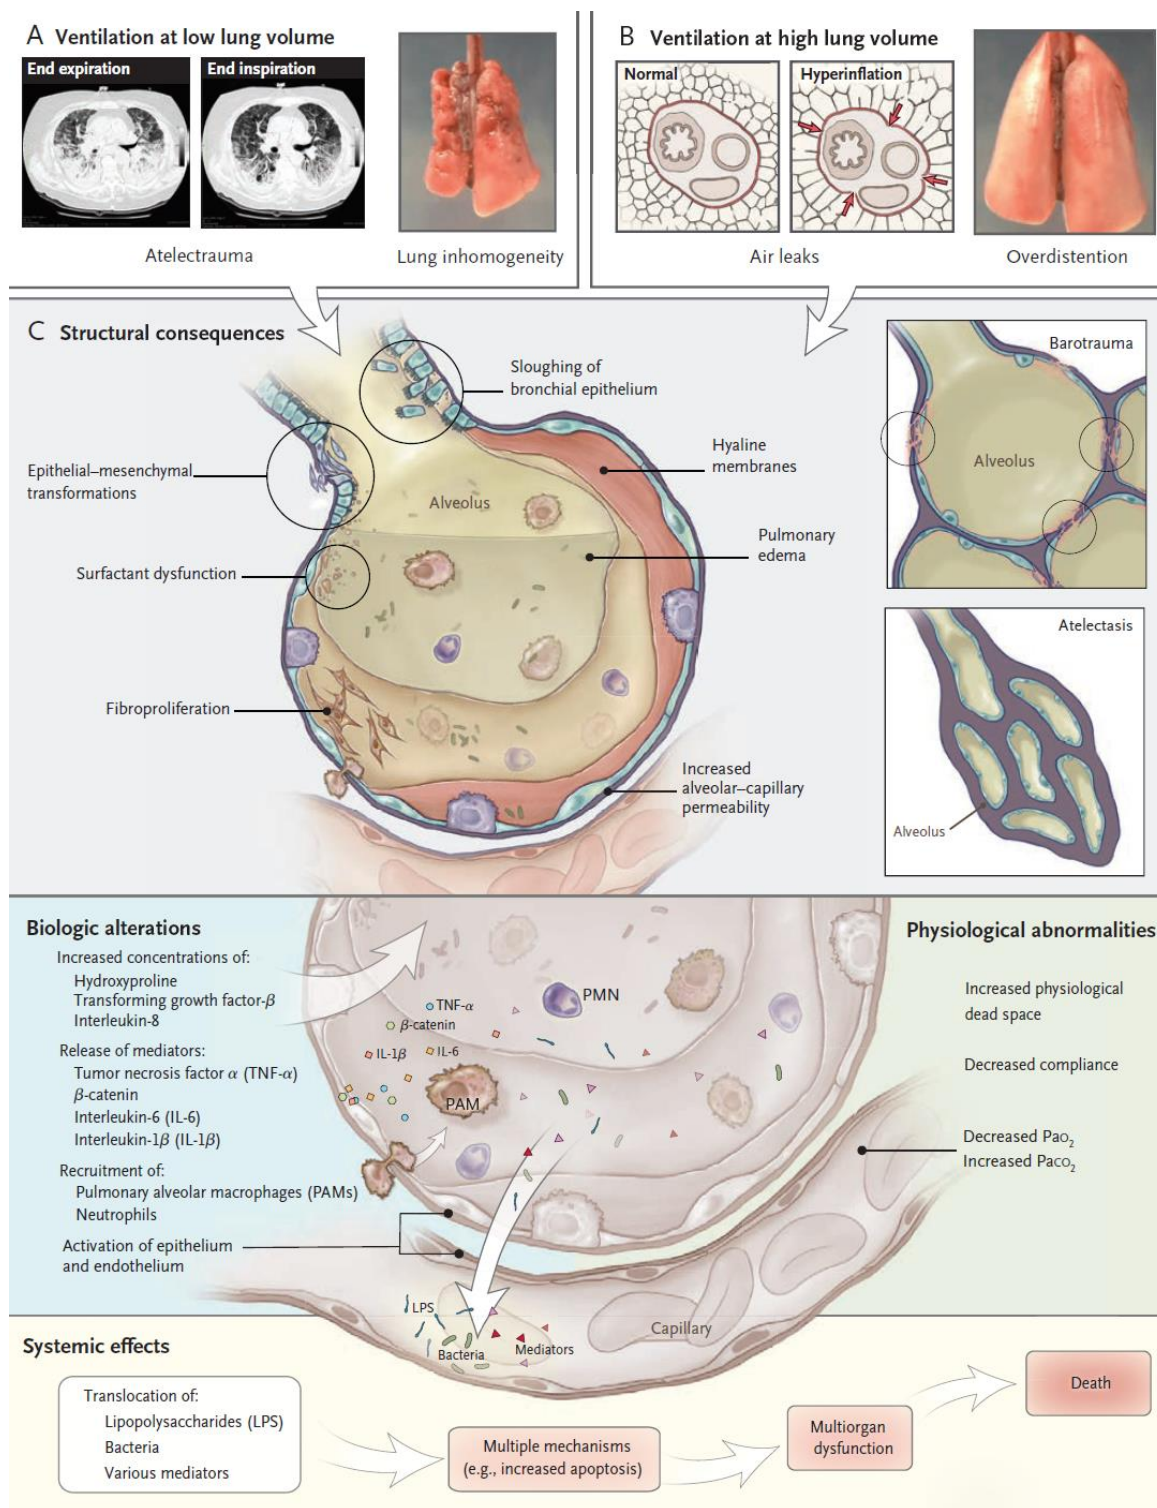 A Ventilation at low lung volume
End expiration
End inspiration
Atelectrauma
Lung inhomogeneity
B Ventilation at high lung volume
Normal
Hyperinflation
Air leaks
Overdistention
C Structural consequences
Sloughing of
bronchial epithelium
Epithelial–mesenchymal
transformations
Hyaline
membranes
Alveolus
Pulmonary
edema
Surfactant dysfunction
Fibroproliferation
Increased
alveolar–capillary
permeability
Barotrauma
Alveolus
Atelectasis
Alveolus
Biologic alterations
Increased concentrations of:
Hydroxyproline
Transforming growth factor-β
Interleukin-8
Release of mediators:
Tumor necrosis factor α (TNF-α)
β-catenin
Interleukin-6 (IL-6)
Interleukin-1β (IL-1β)
Recruitment of:
Pulmonary alveolar macrophages (PAMs)
Neutrophils
Activation of epithelium
and endothelium
TNF-α
β-catenin
IL-1β
IL-6
PMN
PAM
LPS
Bacteria
Mediators
Capillary
Physiological abnormalities
Increased physiological
dead space
Decreased compliance
Decreased PaO₂
Increased PaCO₂
Systemic effects
Translocation of:
Lipopolysaccharides (LPS)
Bacteria
Various mediators
Multiple mechanisms
(e.g., increased apoptosis)
Multiorgan
dysfunction
Death